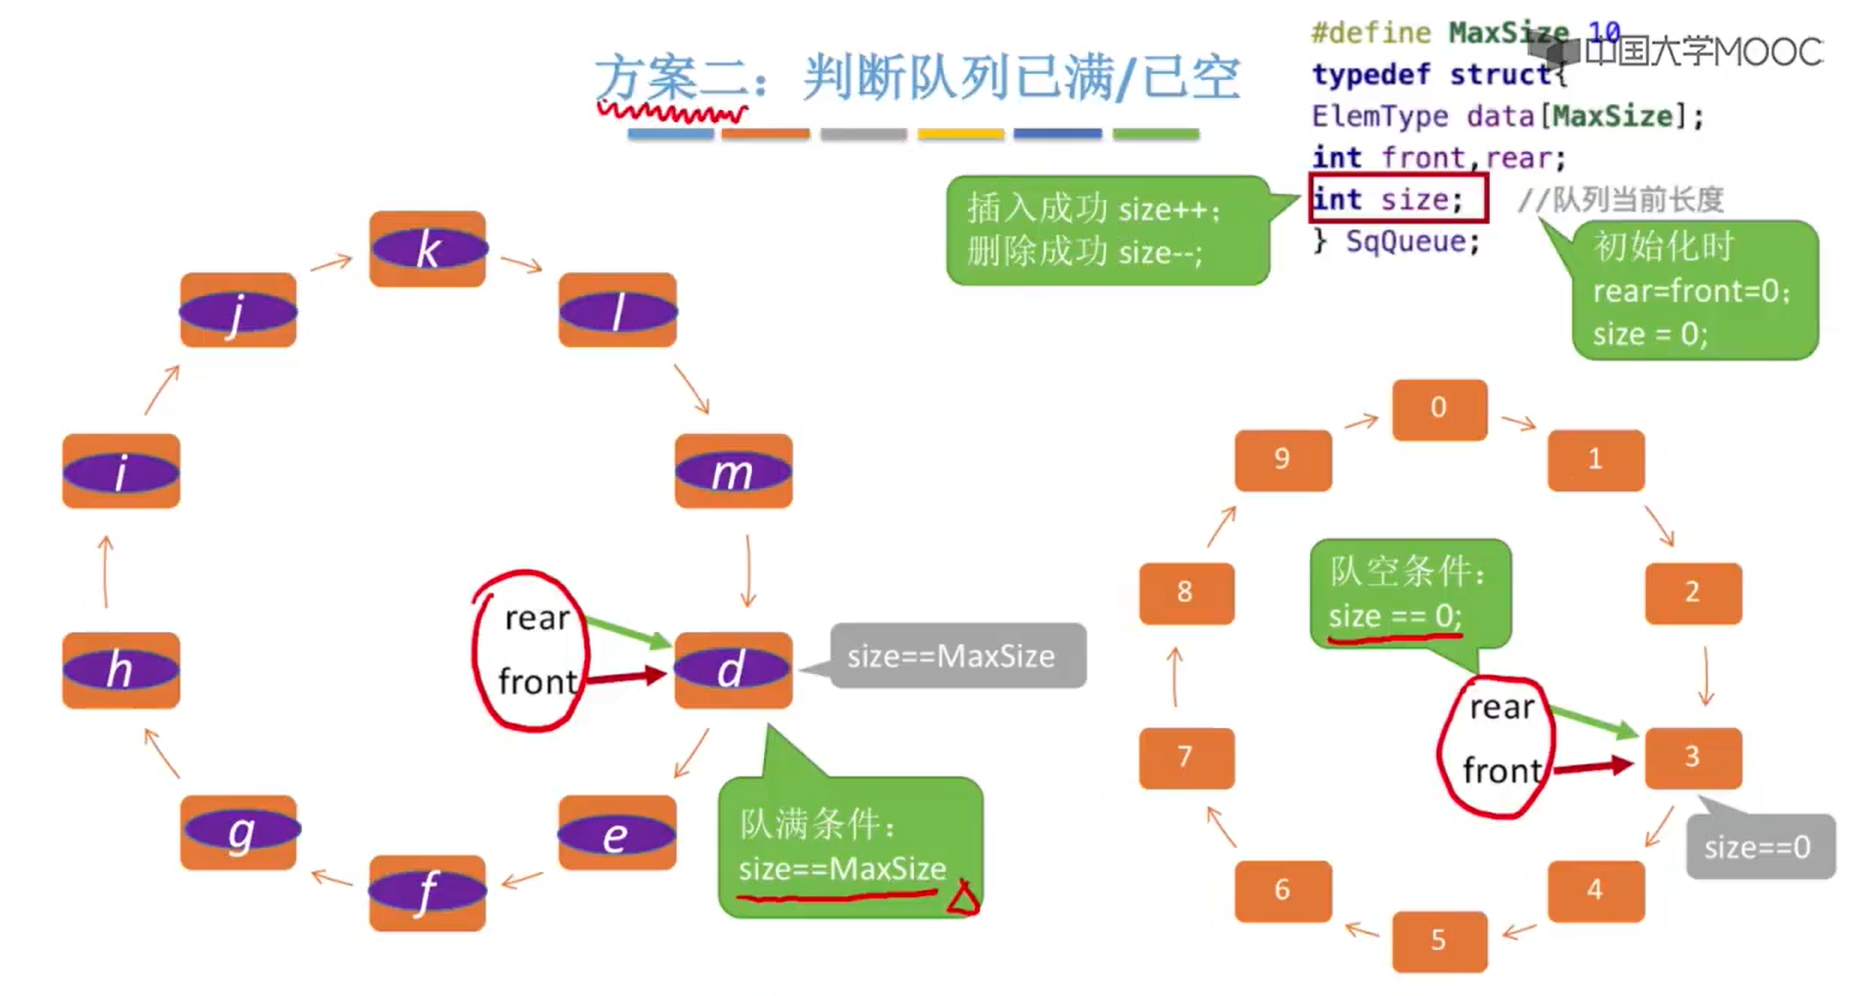 方案二：判断队列已满/已空
#define MaxSize 10
中国大学MOOC
typedef struct{
ElemType data[MaxSize];
int front,rear;
int size; //队列当前长度
} SqQueue;
插入成功 size++;
删除成功 size--;
初始化时
rear=front=0;
size = 0;
k
j
l
i
m
h
d
g
e
f
rear
front
size==MaxSize
队满条件：
size==MaxSize
0
9
1
8
2
7
3
6
4
5
队空条件：
size == 0;
rear
front
size==0